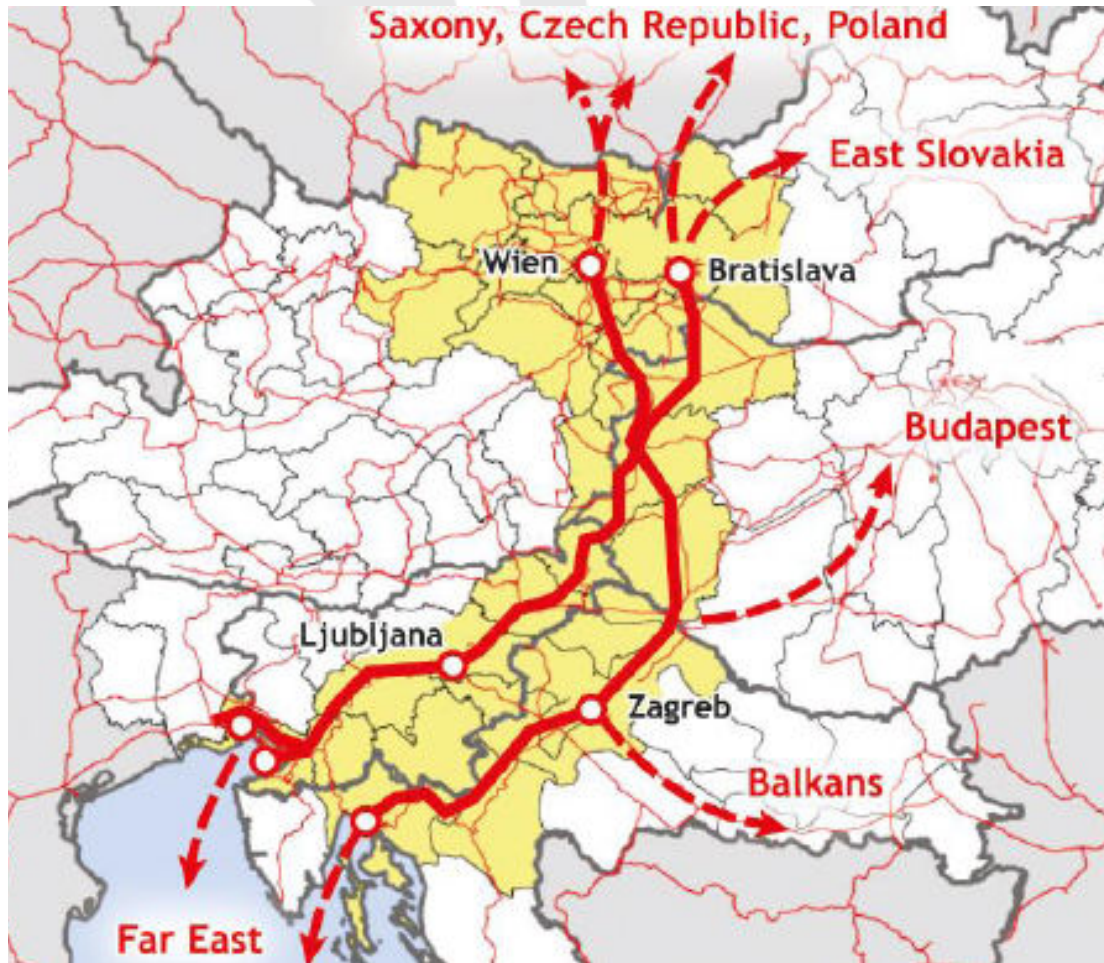 Saxony, Czech Republic, Poland
East Slovakia
Wien
Bratislava
Budapest
Ljubljana
Zagreb
Balkans
Far East